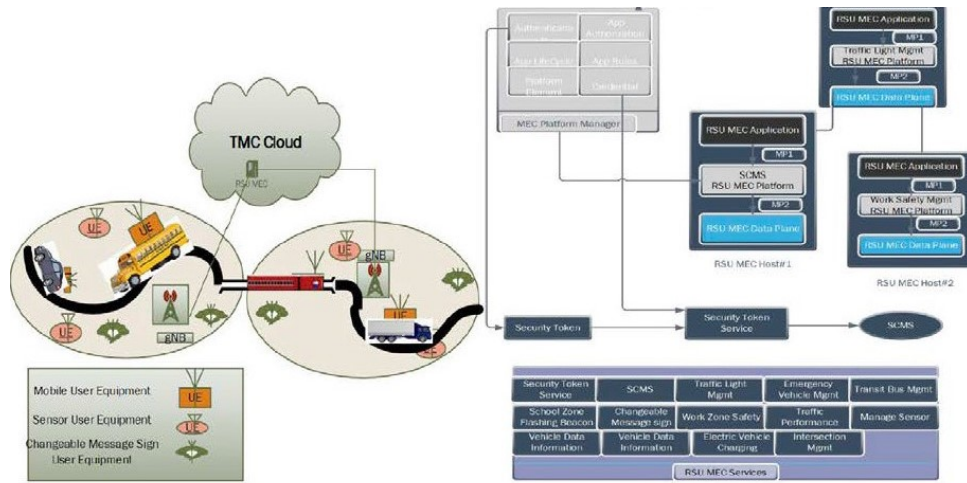 TMC Cloud
RSU MEC
UE
UE
UE
gNB
UE
gNB
UE
UE
Mobile User Equipment
UE
Sensor User Equipment
UE
Changeable Message Sign
User Equipment
App
Authorization
App LifeCycle
App Rules
Platform
Element
Credential
MEC Platform Manager
RSU MEC Application
MP1
Traffic Light Mgmt
RSU MEC Platform
MP2
RSU MEC Data Plane
RSU MEC Application
MP1
SCMS
RSU MEC Platform
MP2
RSU MEC Data Plane
RSU MEC Host#1
RSU MEC Application
MP1
Work Safety Mgmt
RSU MEC Platform
MP2
RSU MEC Data Plane
RSU MEC Host#2
Security Token
Security Token
Service
SCMS
Security Token
Service
SCMS
Traffic Light
Mgmt
Emergency
Vehicle Mgmt
Transit Bus Mgmt
School Zone
Flashing Beacon
Changeable
Message sign
Work Zone Safety
Traffic
Performance
Manage Sensor
Vehicle Data
Information
Vehicle Data
Information
Electric Vehicle
Charging
Intersection
Mgmt
RSU MEC Services